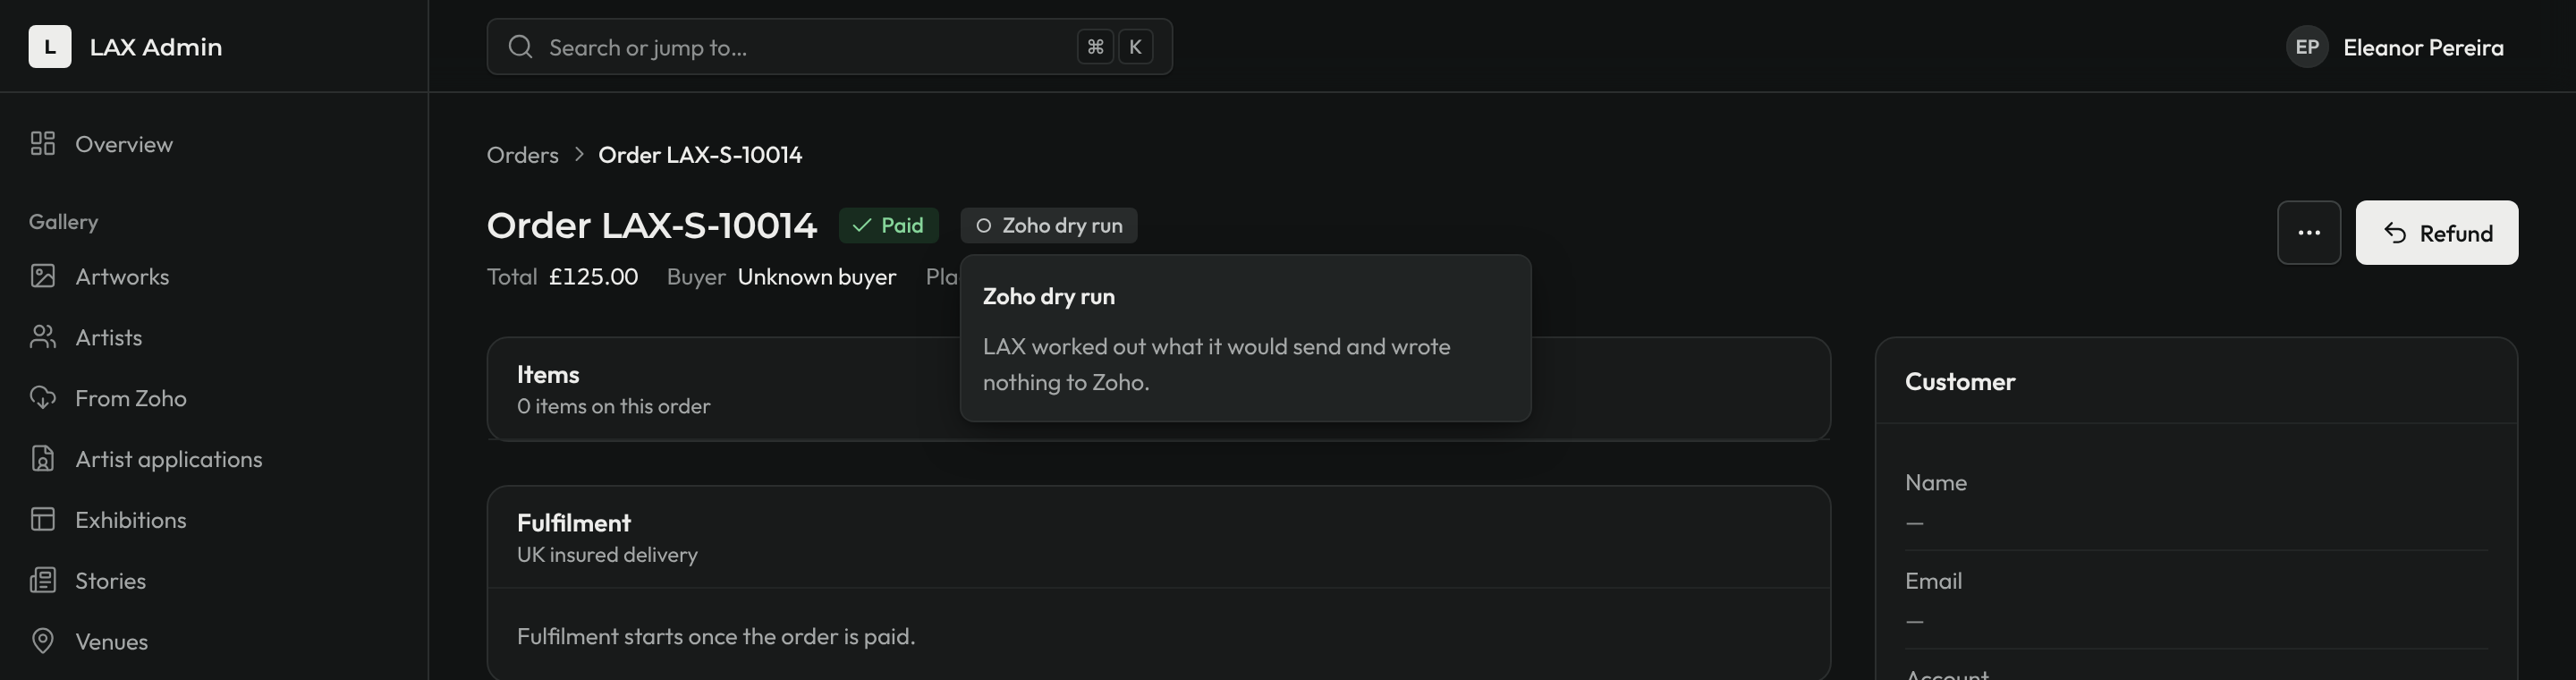 L LAX Admin
Search or jump to...
⌘ K
EP Eleanor Pereira
Overview
Gallery
Artworks
Artists
From Zoho
Artist applications
Exhibitions
Stories
Venues
Orders > Order LAX-S-10014
Order LAX-S-10014 Paid Zoho dry run
... Refund
Total £125.00 Buyer Unknown buyer Pla
Zoho dry run
LAX worked out what it would send and wrote
nothing to Zoho.
Items
0 items on this order
Fulfilment
UK insured delivery
Fulfilment starts once the order is paid.
Customer
Name
—
Email
—
Account